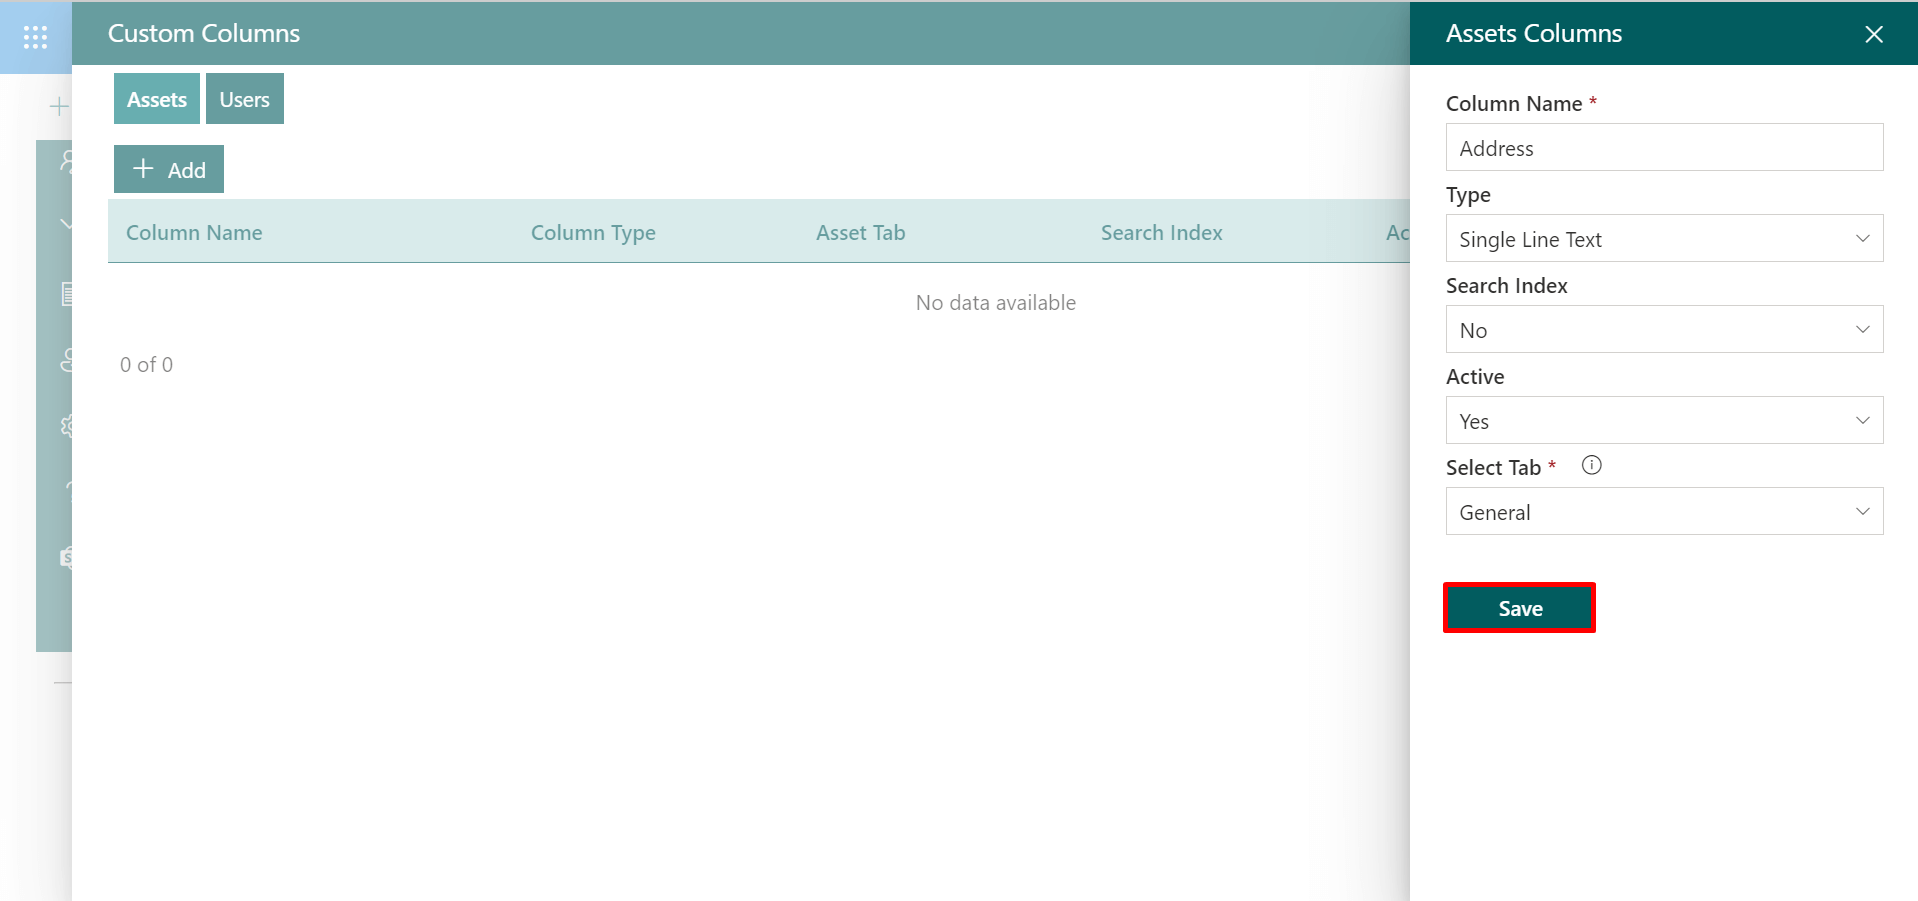 Custom Columns
Assets Users
Add
Column Name Column Type Asset Tab Search Index Ac
No data available
0 of 0
Assets Columns
Column Name *
Address
Type
Single Line Text
Search Index
No
Active
Yes
Select Tab *
General
Save